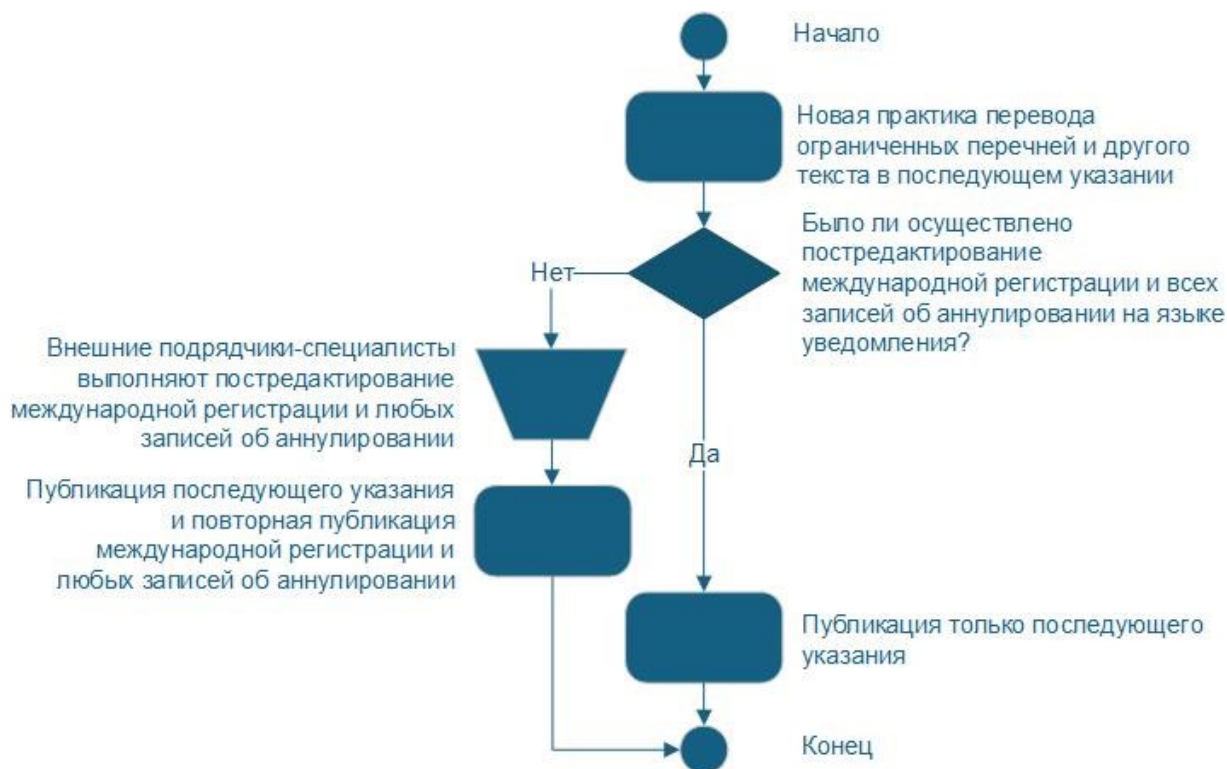 Начало
Новая практика перевода
ограниченных перечней и другого
текста в последующем указании
Было ли осуществлено
постредактирование
международной регистрации и всех
записей об аннулировании на языке
уведомления?
Нет
Внешние подрядчики-специалисты
выполняют постредактирование
международной регистрации и любых
записей об аннулировании
Да
Публикация последующего указания
и повторная публикация
международной регистрации и
любых записей об аннулировании
Публикация только последующего
указания
Конец